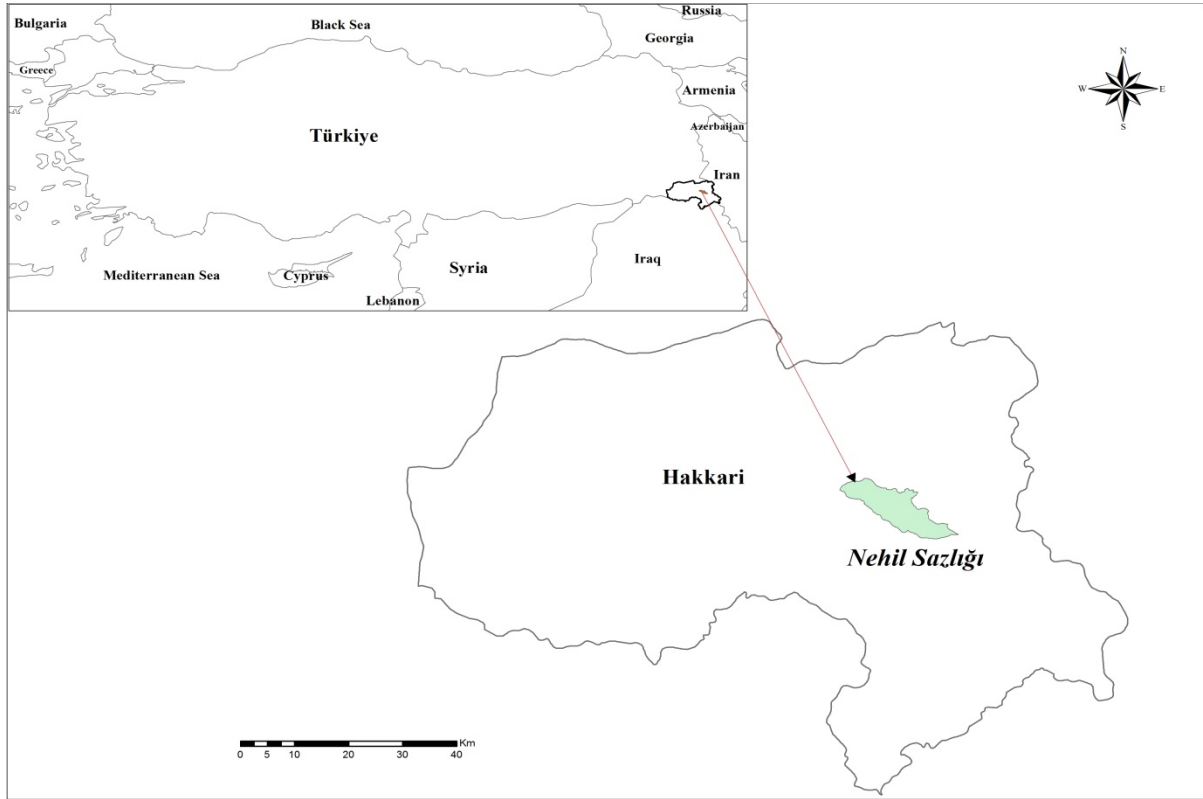 Bulgaria
Black Sea
Russia
Georgia
Greece
Armenia
Azerbaijan
Türkiye
Iran
Mediterranean Sea
Cyprus
Syria
Iraq
Lebanon
N
W
E
S
Hakkari
Nehil Sazlığı
Km
0 5 10 20 30 40